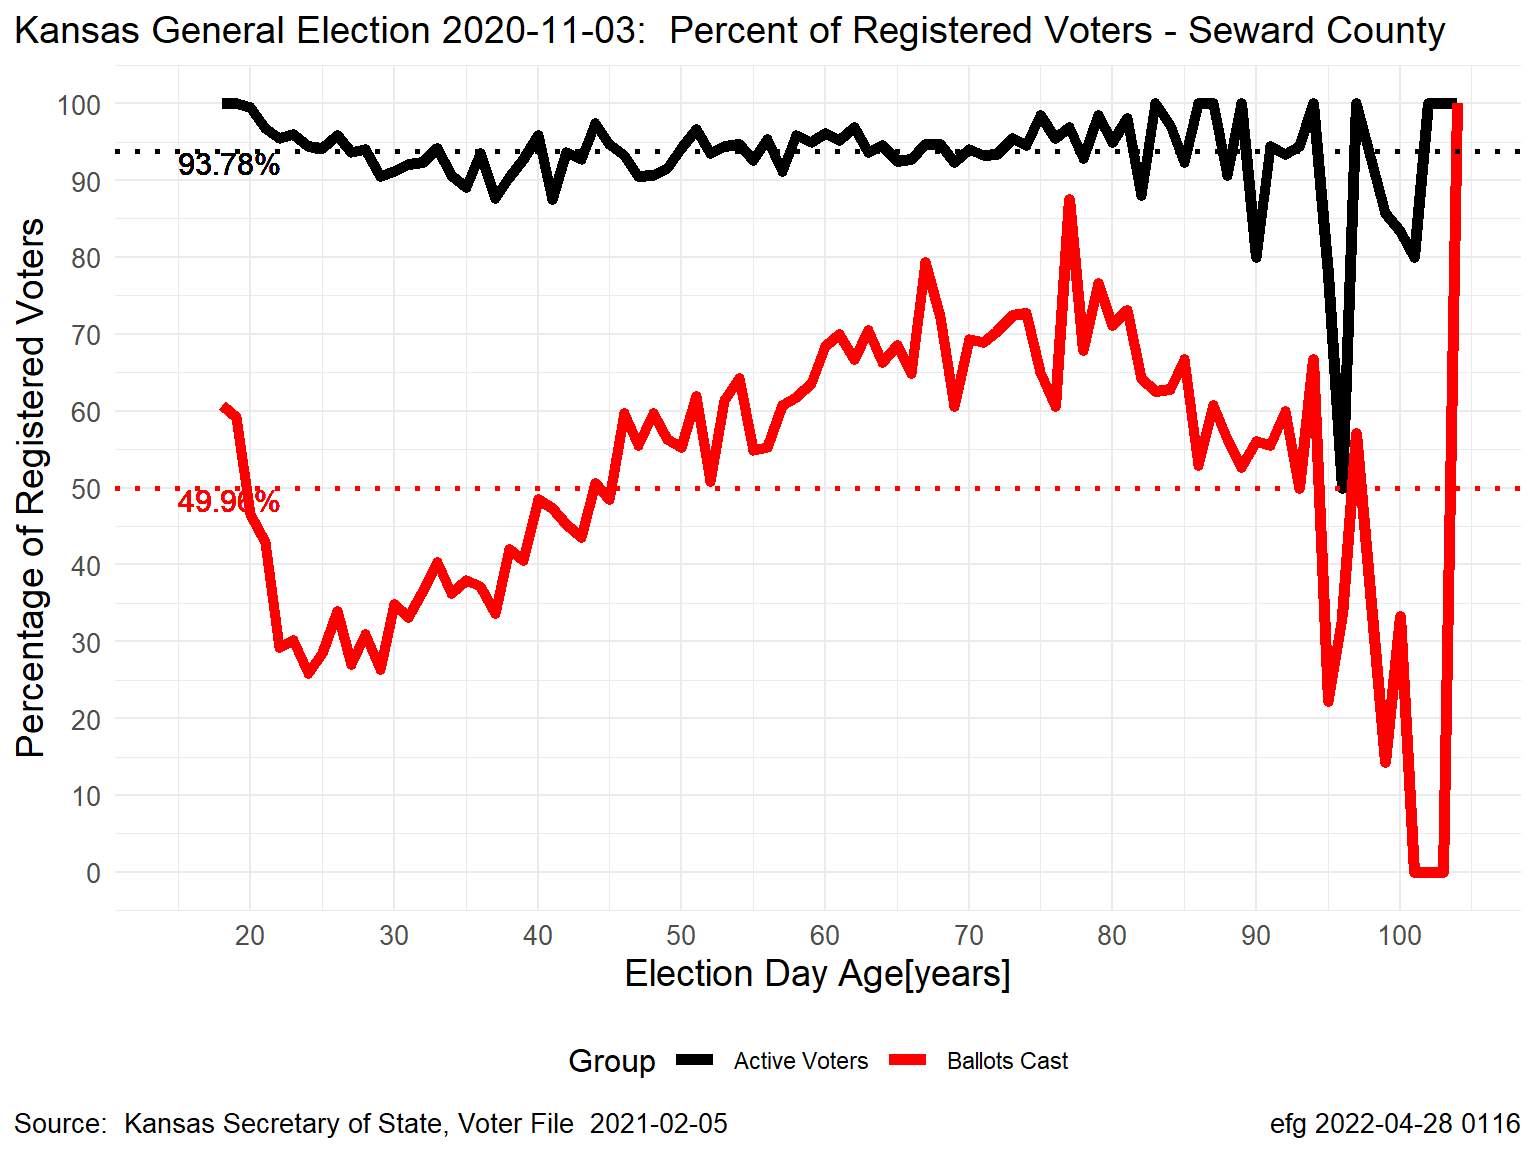 Kansas General Election 2020-11-03:  Percent of Registered Voters - Seward County
Percentage of Registered Voters
100
90
80
70
60
50
40
30
20
10
0
93.78%
49.96%
20 30 40 50 60 70 80 90 100
Election Day Age[years]
Group Active Voters Ballots Cast
Source:  Kansas Secretary of State, Voter File  2021-02-05
efg 2022-04-28 0116